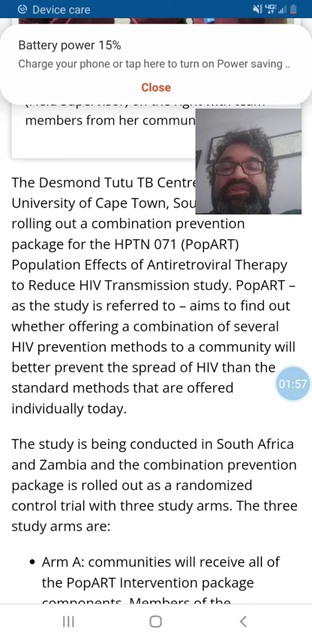 Device care
Battery power 15%
Charge your phone or tap here to turn on Power saving ..
Close
members from her commun
The Desmond Tutu TB Centre
University of Cape Town, Sou
rolling out a combination prevention
package for the HPTN 071 (PopART)
Population Effects of Antiretroviral Therapy
to Reduce HIV Transmission study. PopART –
as the study is referred to – aims to find out
whether offering a combination of several
HIV prevention methods to a community will
better prevent the spread of HIV than the
01:57
standard methods that are offered
individually today.
The study is being conducted in South Africa
and Zambia and the combination prevention
package is rolled out as a randomized
control trial with three study arms. The three
study arms are:
• Arm A: communities will receive all of
the PopART Intervention package
components. Members of the